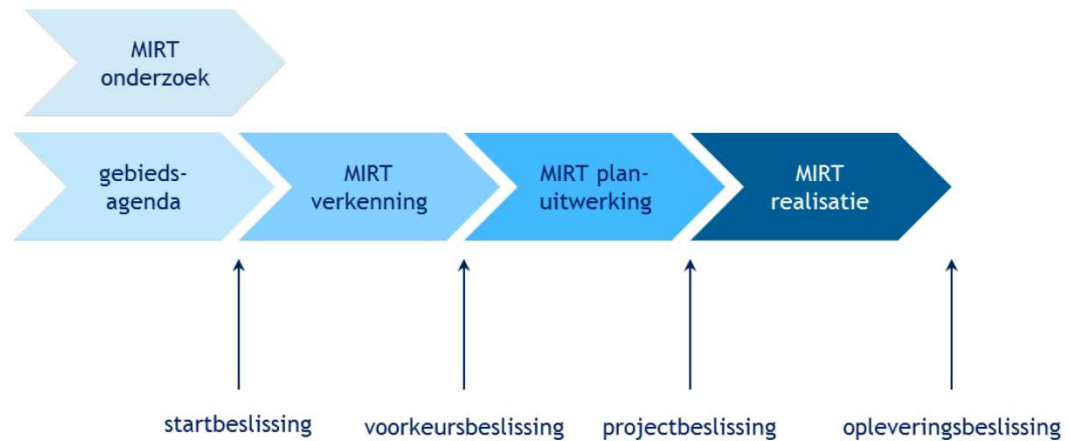 MIRT
onderzoek
gebieds-
agenda
MIRT
verkenning
MIRT plan-
uitwerking
MIRT
realisatie
startbeslissing
voorkeursbeslissing
projectbeslissing
opleveringsbeslissing